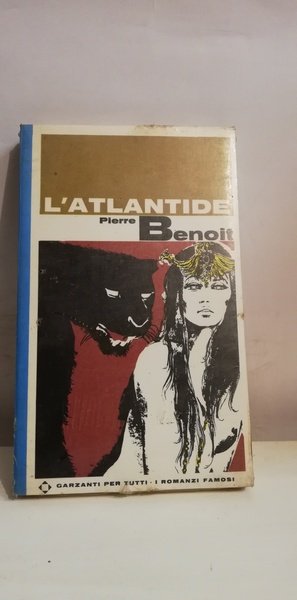 L'ATLANTIDE
Pierre Benoit
GARZANTI PER TUTTI · I ROMANZI FAMOSI